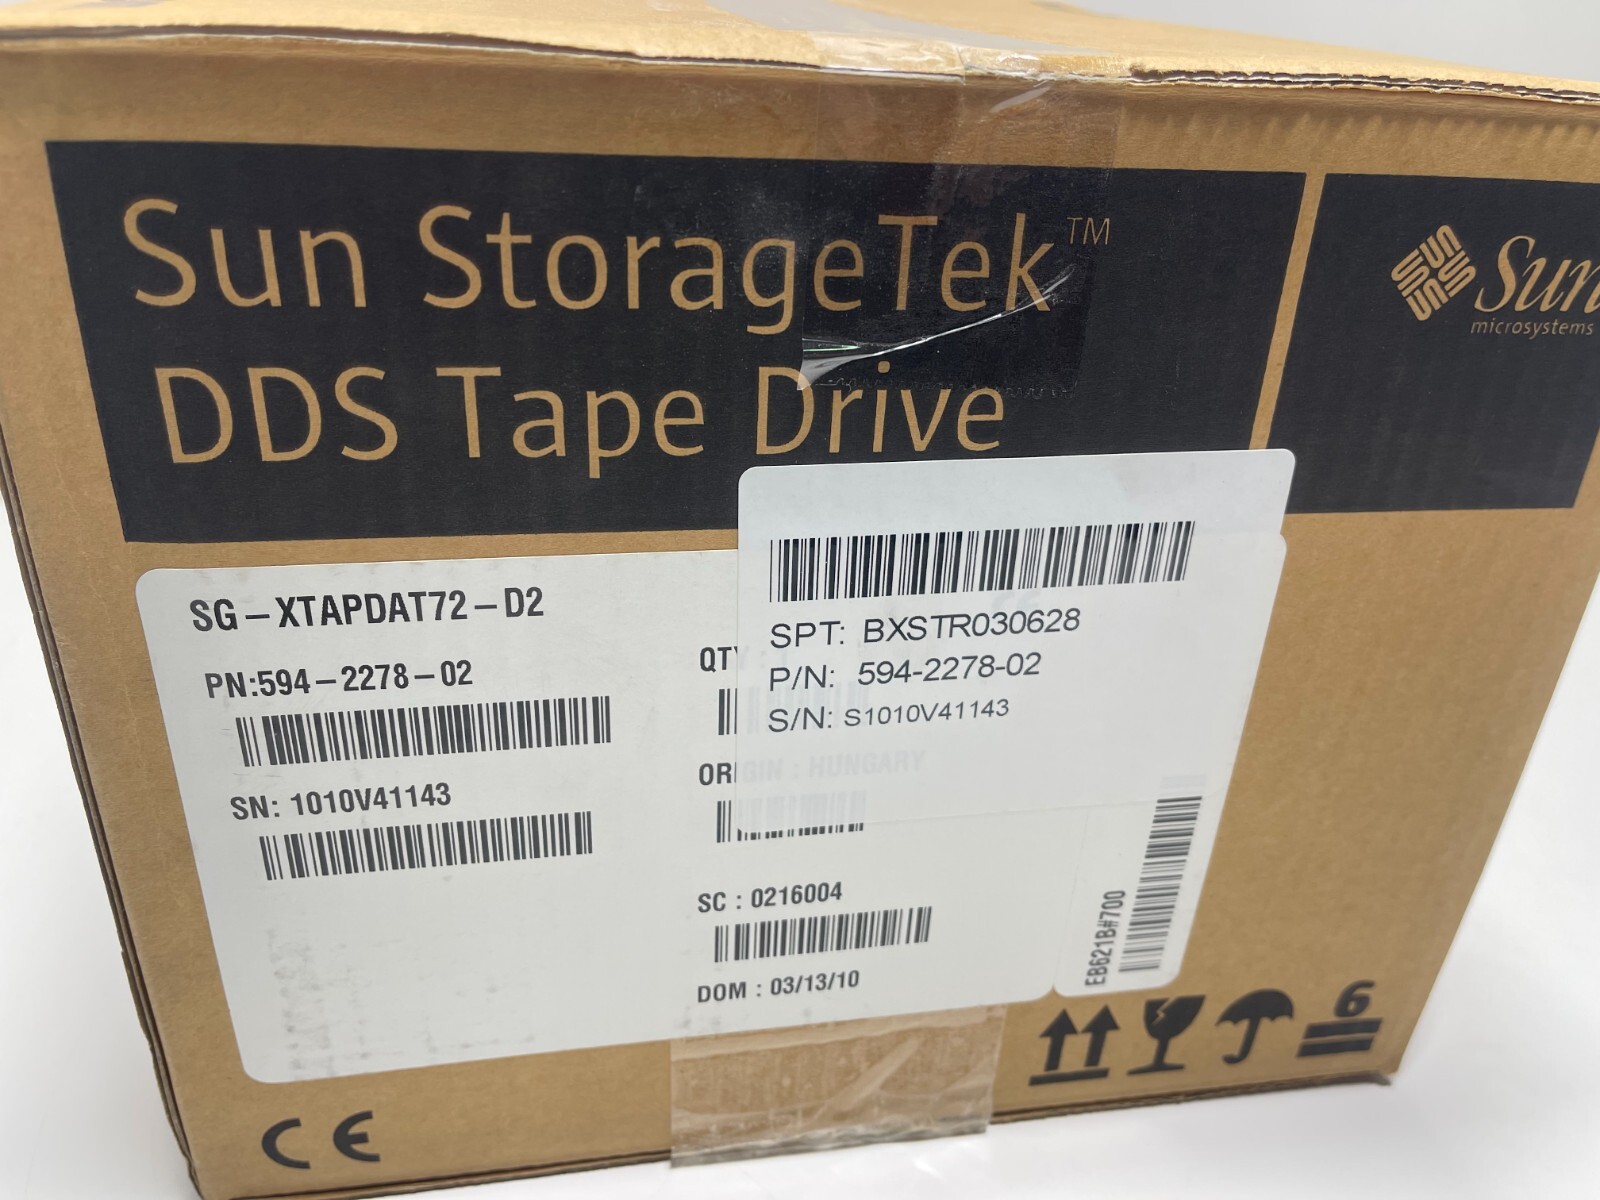 Sun StorageTek™
DDS Tape Drive
Sun
microsystems
SG-XTAPDAT72-D2
PN:594-2278-02
SN: 1010V41143
QTY :
ORIGIN : HUNGARY
SC : 0216004
DOM : 03/13/10
SPT: BXSTR030628
P/N: 594-2278-02
S/N: S1010V41143
EB621B#700
6
CE